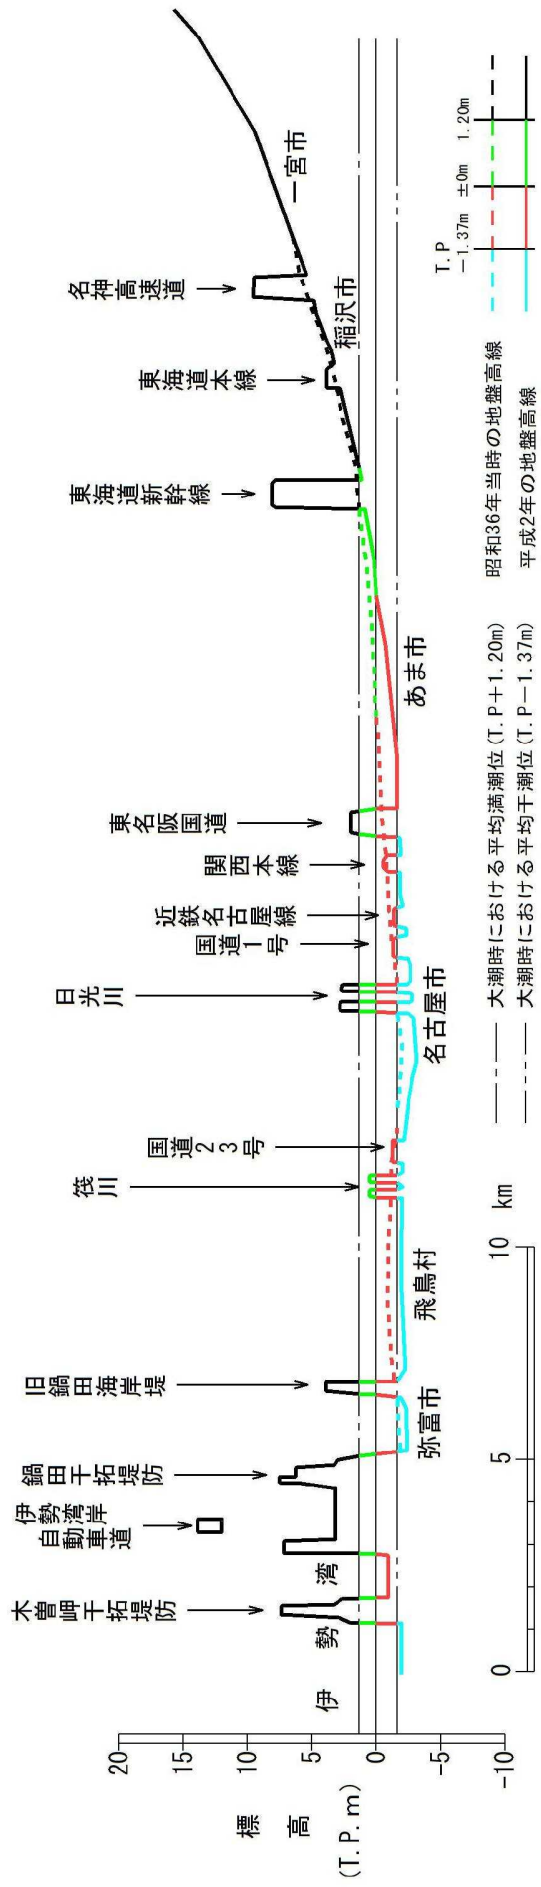 木曽岬干拓堤防
伊勢湾岸
自動車道
鍋田干拓堤防
旧鍋田海岸堤
筏川
国道23号
日光川
国道1号
近鉄名古屋線
関西本線
東名阪国道
東海道新幹線
東海道本線
名神高速道
標高
(T.P.m)
20
15
10
5
0
-5
-10
伊勢湾
弥富市
飛鳥村
名古屋市
あま市
稲沢市
一宮市
0
5
10
km
大潮時における平均満潮位(T.P+1.20m)
大潮時における平均干潮位(T.P-1.37m)
T.P
-1.37m
±0m
1.20m
昭和36年当時の地盤高線
平成2年の地盤高線